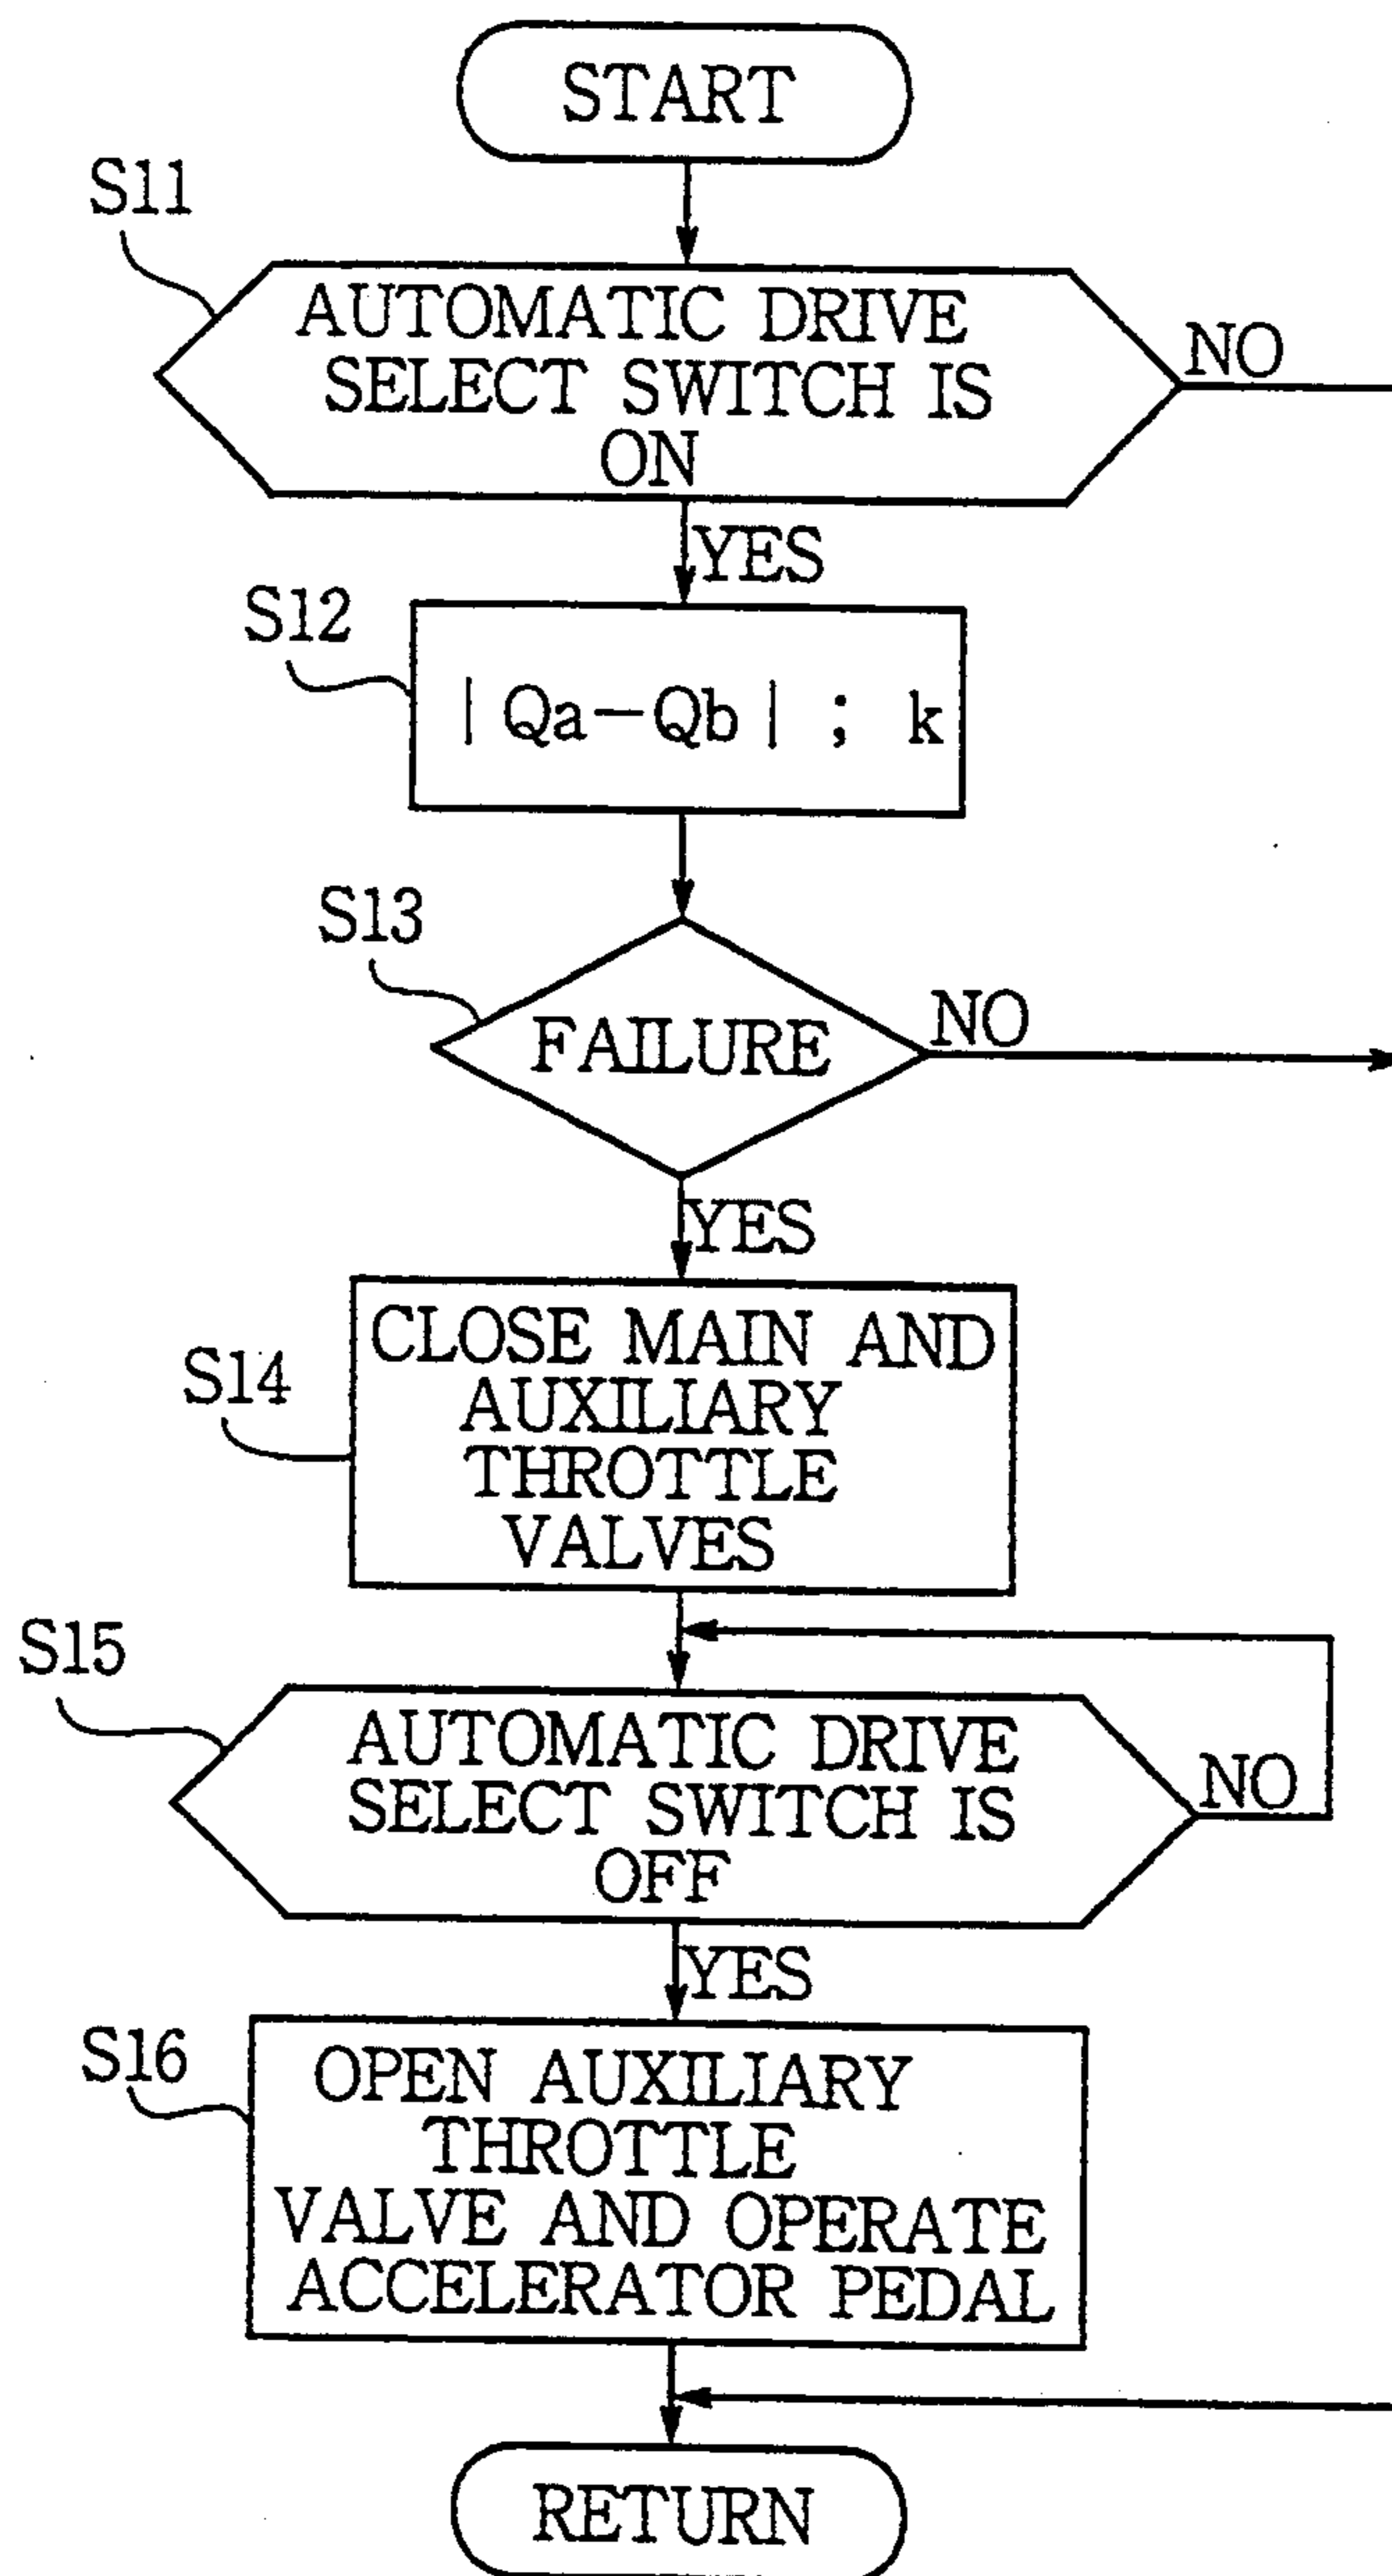 START
S11
AUTOMATIC DRIVE
SELECT SWITCH IS
ON
NO
YES
S12
| Qa－Qb | ; k
S13
FAILURE
NO
YES
S14
CLOSE MAIN AND
AUXILIARY
THROTTLE
VALVES
S15
AUTOMATIC DRIVE
SELECT SWITCH IS
OFF
NO
YES
S16
OPEN AUXILIARY
THROTTLE
VALVE AND OPERATE
ACCELERATOR PEDAL
RETURN